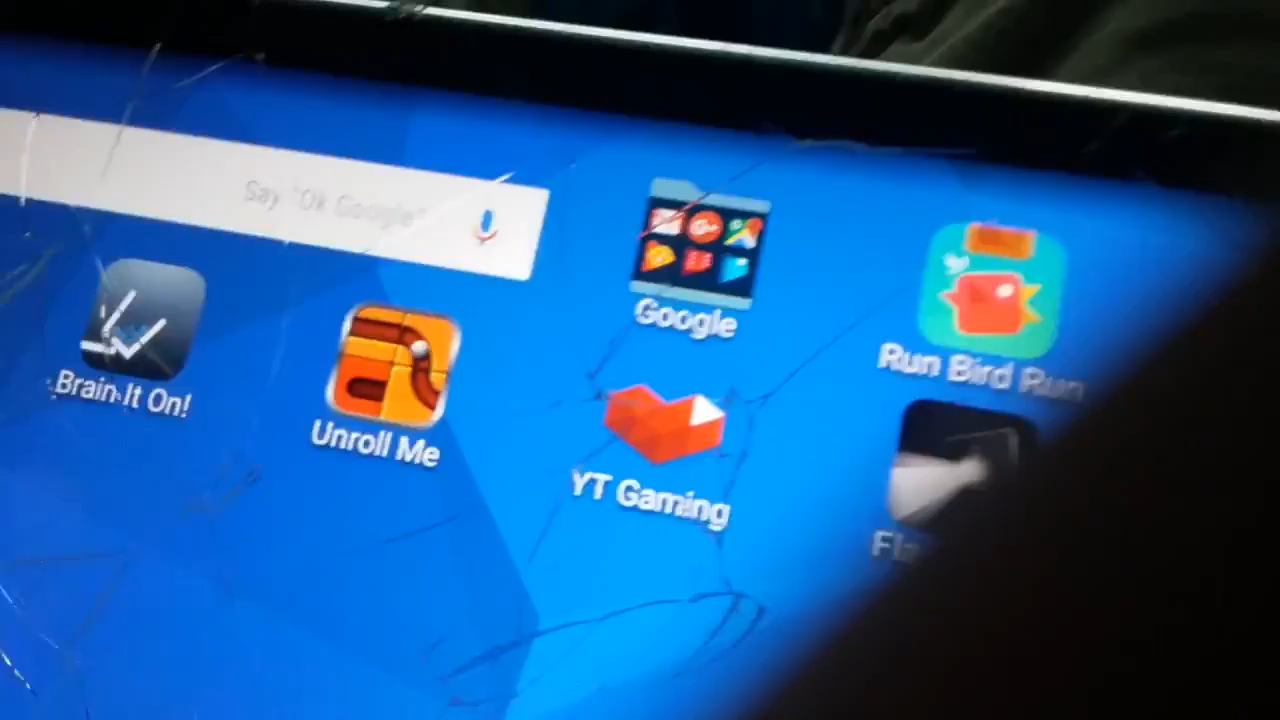 Say "Ok Google"
Google
Run Bird Run
Brain It On!
Unroll Me
YT Gaming